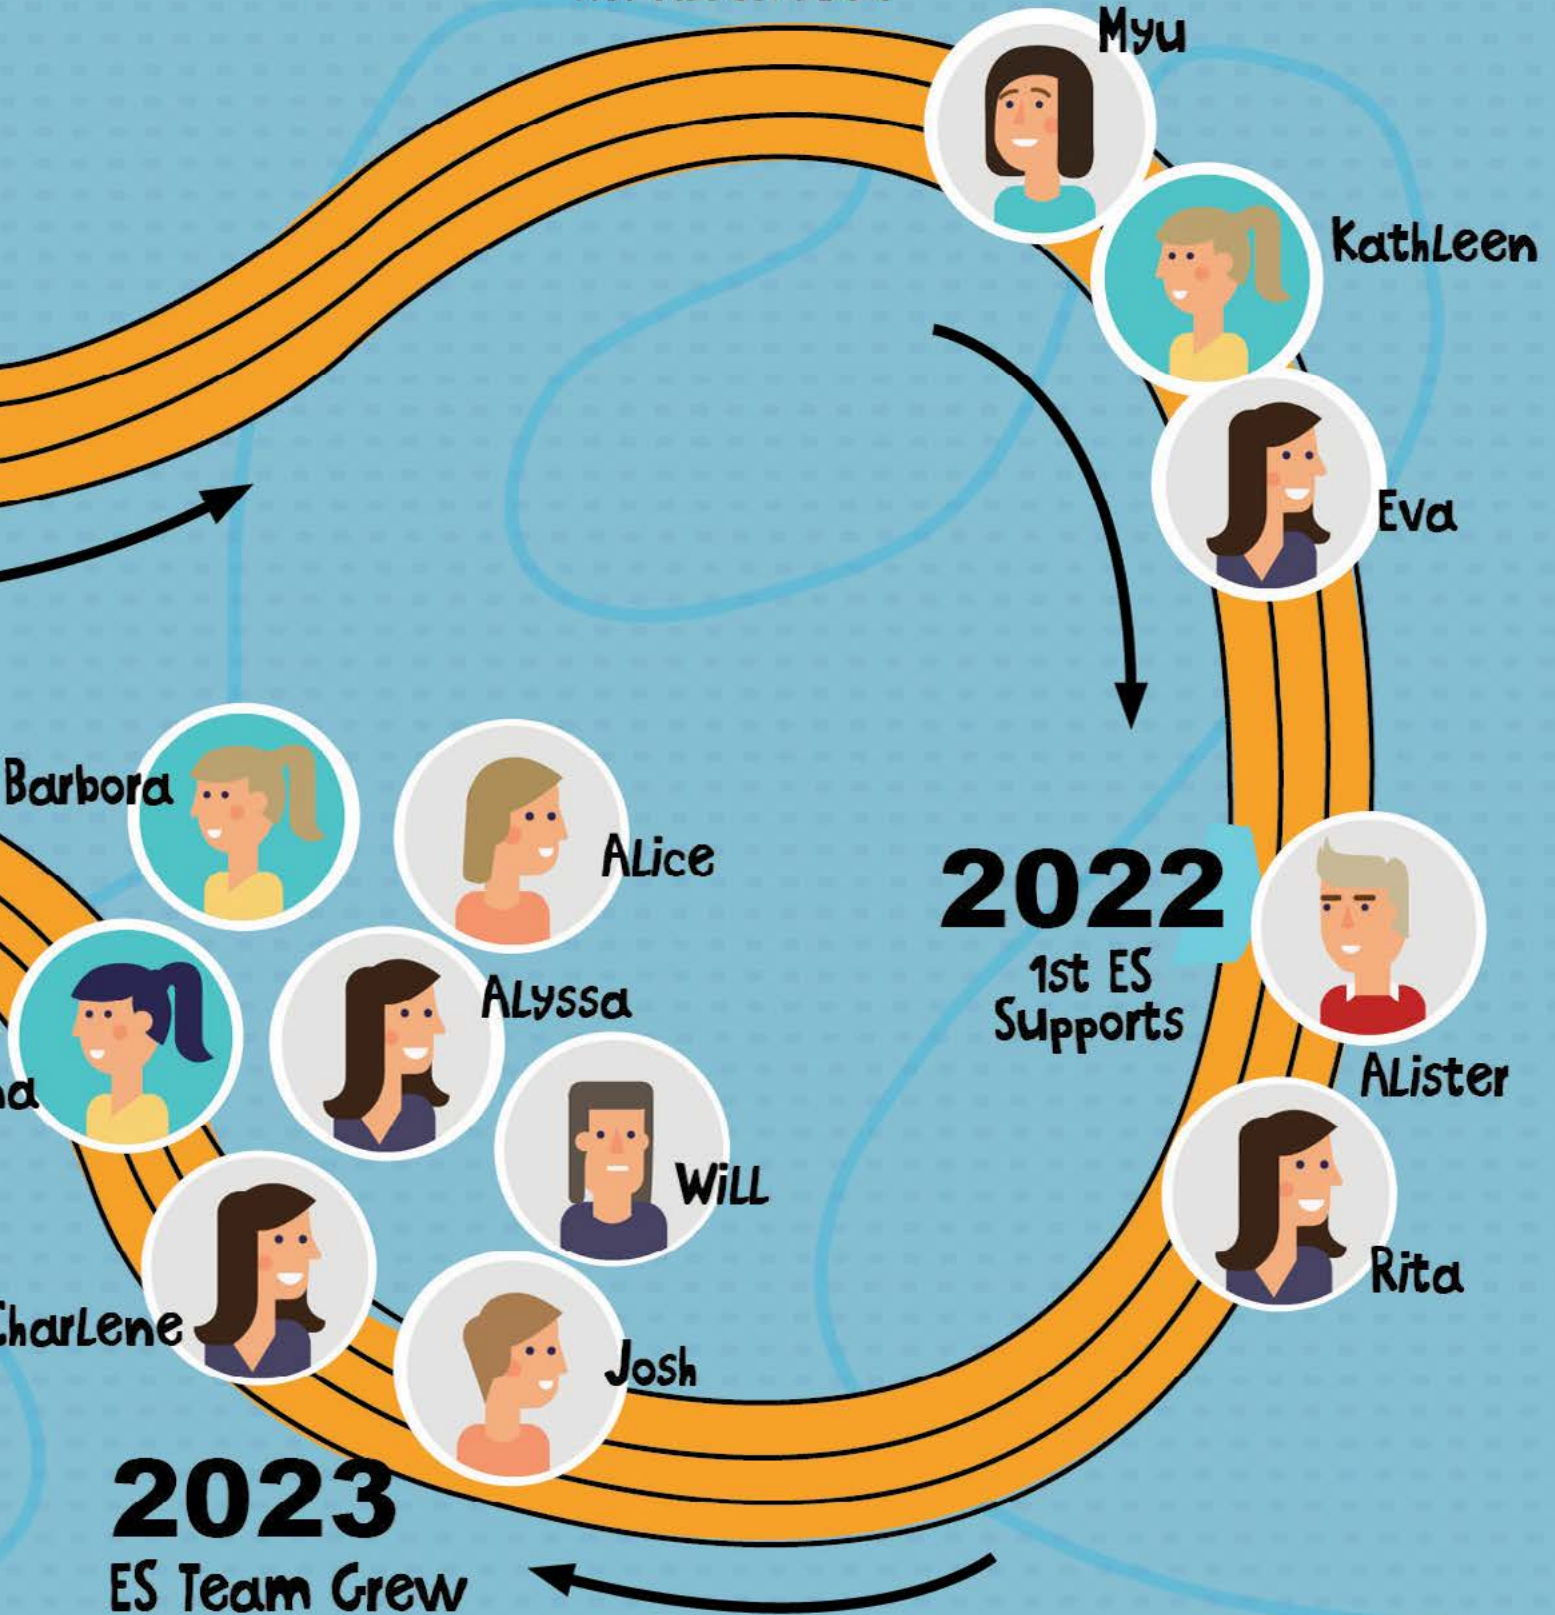 Myu
Kathleen
Eva
Barbora
Alice
2022
1st ES
Supports
Alyssa
Alister
Will
Rita
Charlene
Josh
2023
ES Team Grew